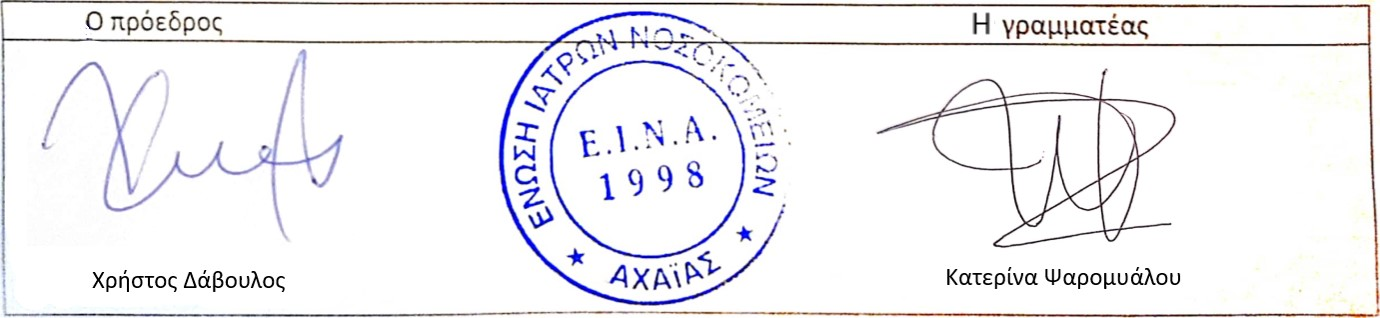 Ο πρόεδρος
Η γραμματέας
ΕΝΩΣΗ ΙΑΤΡΩΝ ΝΟΣΟΚΟΜΕΙΩΝ
Ε.Ι.Ν.Α.
1998
★ ΑΧΑΪΑΣ ★
Χρήστος Δάβουλος
Κατερίνα Ψαρομυάλου